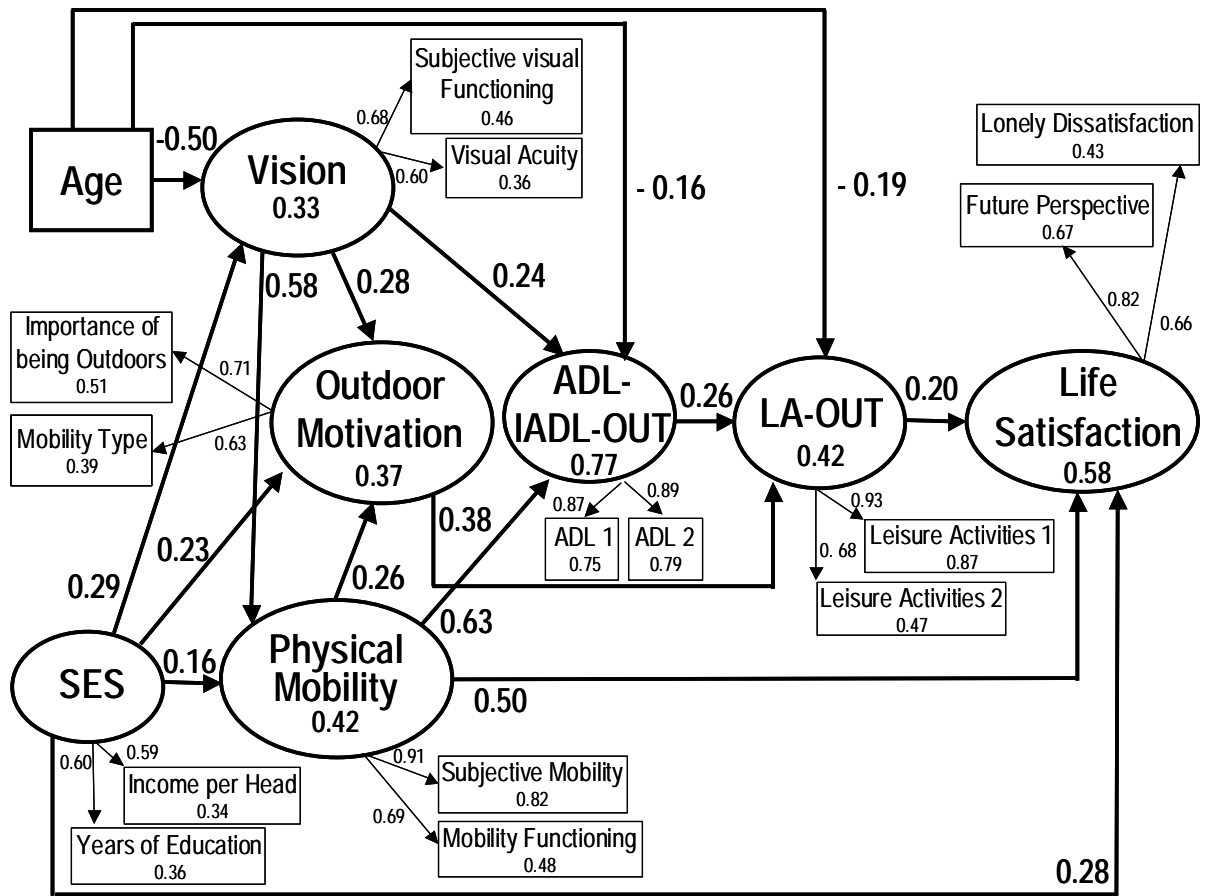 Subjective visual
Functioning
0.46
0.68
Visual Acuity
0.36
0.60
Lonely Dissatisfaction
0.43
Future Perspective
0.67
0.82
0.66
Age
-0.50
Vision
0.33
- 0.16
- 0.19
0.58
0.28
0.24
Importance of
being Outdoors
0.51
0.71
Mobility Type
0.39
0.63
Outdoor
Motivation
0.37
ADL-
IADL-OUT
0.77
0.26
LA-OUT
0.42
0.20
Life
Satisfaction
0.58
0.87
0.89
ADL 1
0.75
ADL 2
0.79
0.93
Leisure Activities 1
0.87
0. 68
Leisure Activities 2
0.47
0.38
0.23
0.26
0.29
0.63
SES
0.16
Physical
Mobility
0.42
0.50
0.60
0.59
Income per Head
0.34
Years of Education
0.36
0.91
Subjective Mobility
0.82
0.69
Mobility Functioning
0.48
0.28